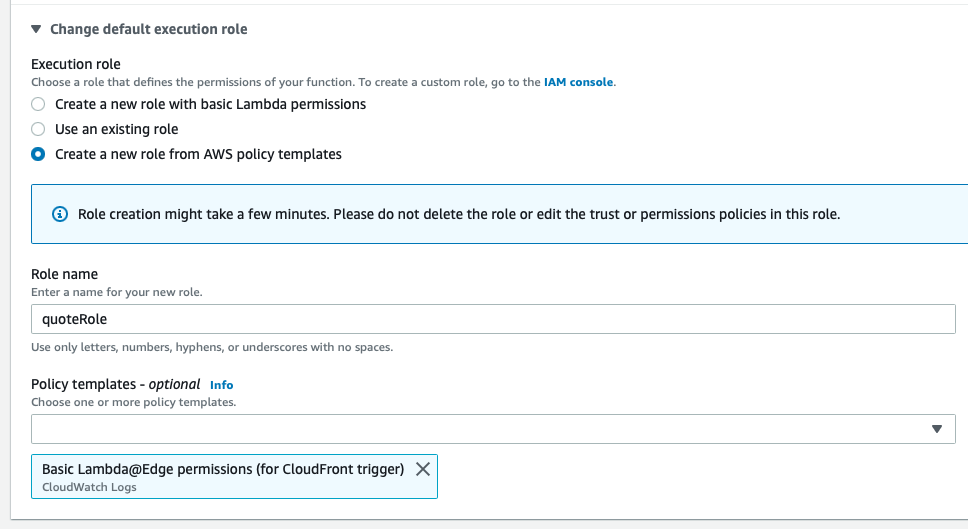 Change default execution role
Execution role
Choose a role that defines the permissions of your function. To create a custom role, go to the IAM console.
Create a new role with basic Lambda permissions
Use an existing role
Create a new role from AWS policy templates
Role creation might take a few minutes. Please do not delete the role or edit the trust or permissions policies in this role.
Role name
Enter a name for your new role.
quoteRole
Use only letters, numbers, hyphens, or underscores with no spaces.
Policy templates - optional Info
Choose one or more policy templates.
Basic Lambda@Edge permissions (for CloudFront trigger)
CloudWatch Logs